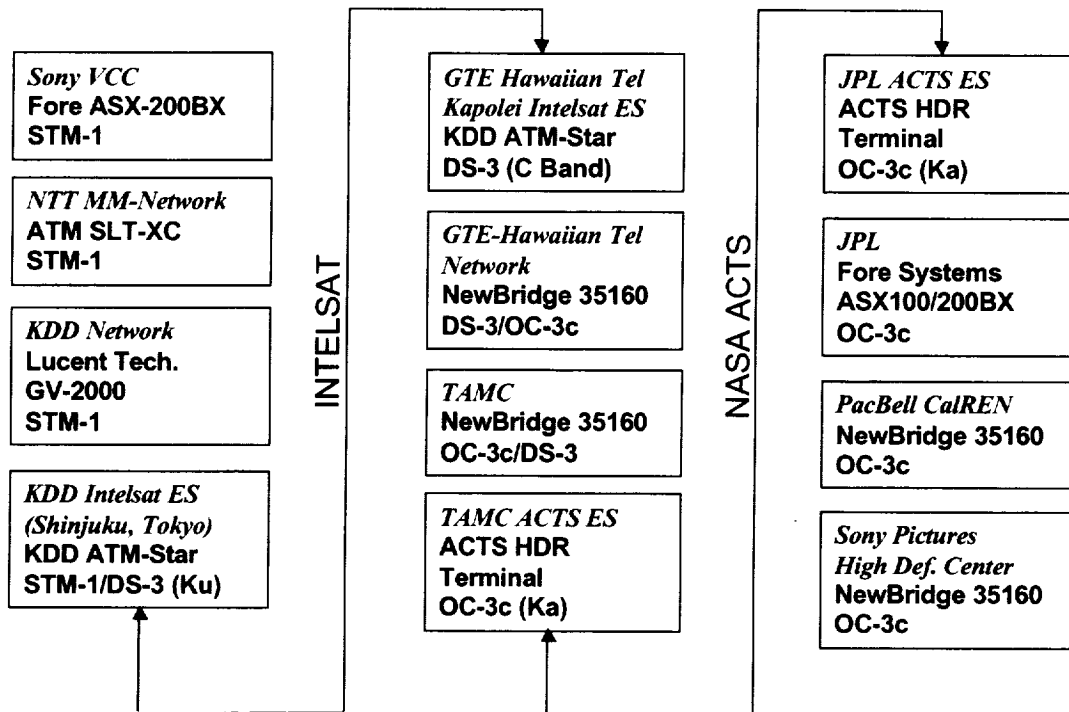 Sony VCC
Fore ASX-200BX
STM-1
NTT MM-Network
ATM SLT-XC
STM-1
KDD Network
Lucent Tech.
GV-2000
STM-1
KDD Intelsat ES
(Shinjuku, Tokyo)
KDD ATM-Star
STM-1/DS-3 (Ku)
INTELSAT
GTE Hawaiian Tel
Kapolei Intelsat ES
KDD ATM-Star
DS-3 (C Band)
GTE-Hawaiian Tel
Network
NewBridge 35160
DS-3/OC-3c
TAMC
NewBridge 35160
OC-3c/DS-3
TAMC ACTS ES
ACTS HDR
Terminal
OC-3c (Ka)
NASA ACTS
JPL ACTS ES
ACTS HDR
Terminal
OC-3c (Ka)
JPL
Fore Systems
ASX100/200BX
OC-3c
PacBell CalREN
NewBridge 35160
OC-3c
Sony Pictures
High Def. Center
NewBridge 35160
OC-3c